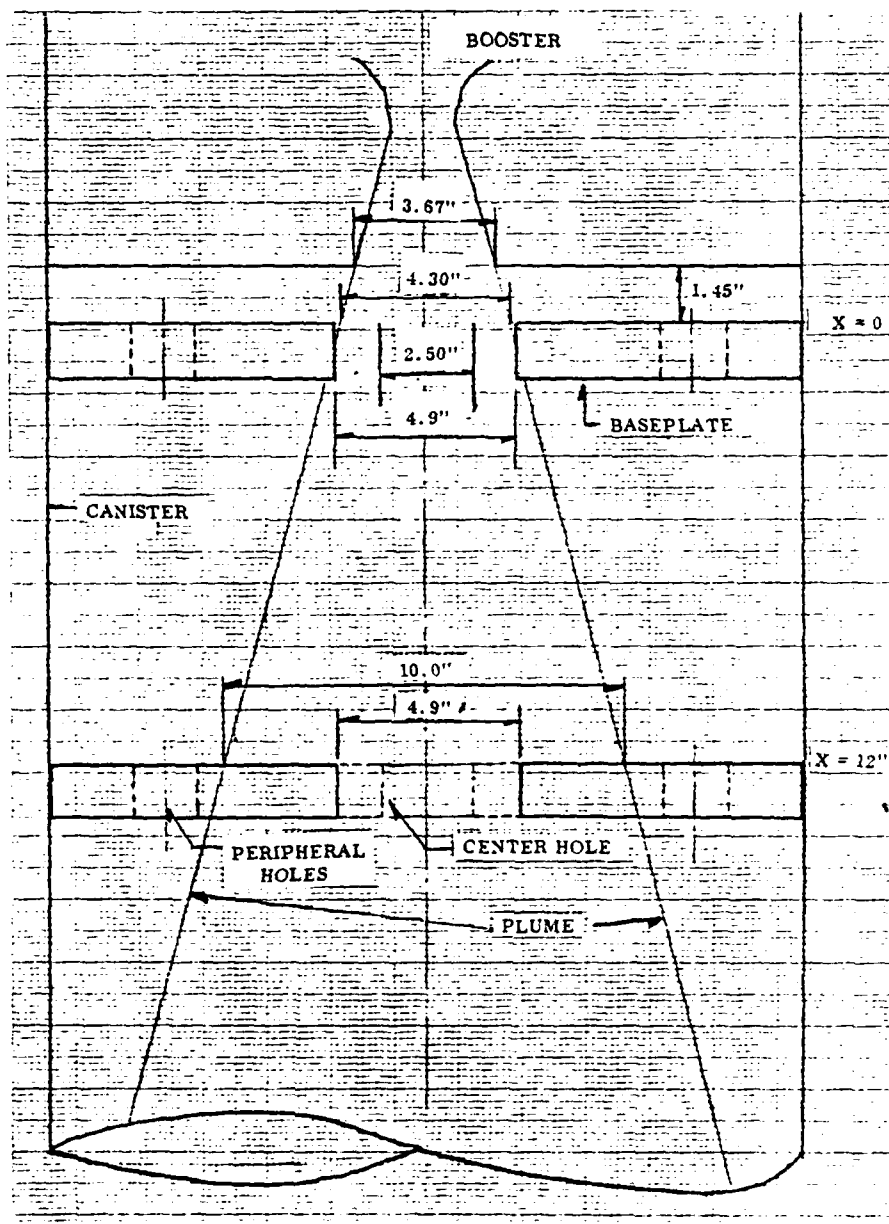 BOOSTER
3.67"
4.30"
1.45"
X = 0
2.50"
4.9"
BASEPLATE
CANISTER
10.0"
4.9"
X = 12"
PERIPHERAL
HOLES
CENTER HOLE
PLUME